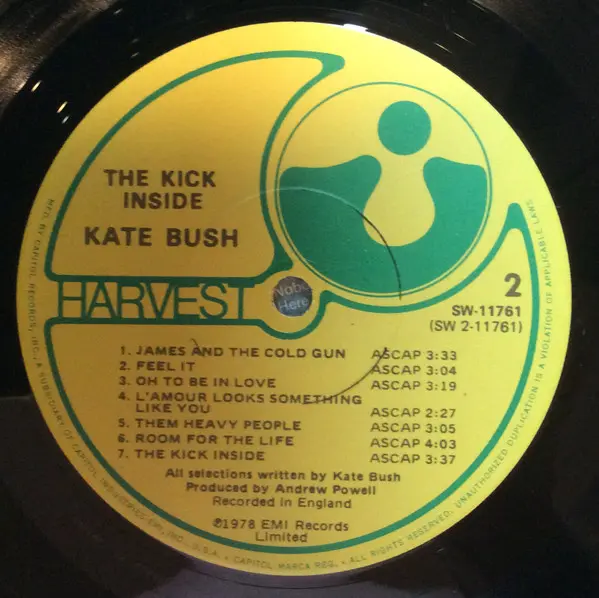 THE KICK
INSIDE
KATE BUSH
HARVEST
Nobo
Here
2
SW-11761
(SW 2-11761)
1. JAMES AND THE COLD GUN ASCAP 3:33
2. FEEL IT ASCAP 3:04
3. OH TO BE IN LOVE ASCAP 3:19
4. L'AMOUR LOOKS SOMETHING
LIKE YOU ASCAP 2:27
5. THEM HEAVY PEOPLE ASCAP 3:05
6. ROOM FOR THE LIFE ASCAP 4:03
7. THE KICK INSIDE ASCAP 3:37
All selections written by Kate Bush
Produced by Andrew Powell
Recorded in England
℗1978 EMI Records
Limited
MFD. BY CAPITOL RECORDS, INC., A SUBSIDIARY OF CAPITOL INDUSTRIES-EMI, INC., U.S.A. • CAPITOL MARCA REG. • ALL RIGHTS RESERVED. UNAUTHORIZED DUPLICATION IS A VIOLATION OF APPLICABLE LAWS.